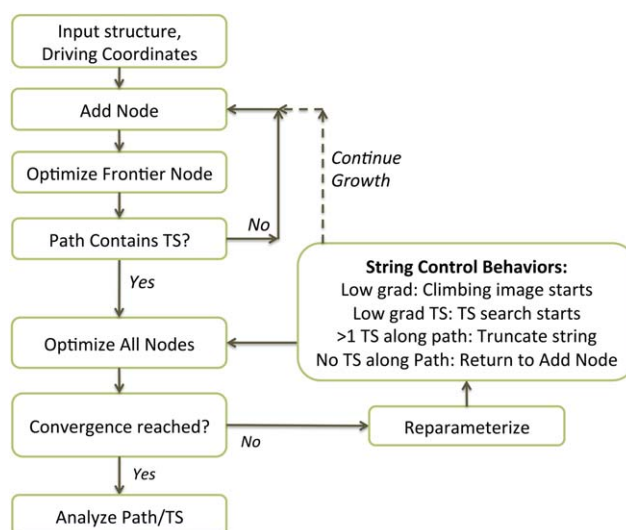 Input structure,
Driving Coordinates
Add Node
Optimize Frontier Node
Continue
Growth
No
Path Contains TS?
Yes
String Control Behaviors:
Low grad: Climbing image starts
Low grad TS: TS search starts
>1 TS along path: Truncate string
No TS along Path: Return to Add Node
Optimize All Nodes
Convergence reached?
No
Reparameterize
Yes
Analyze Path/TS